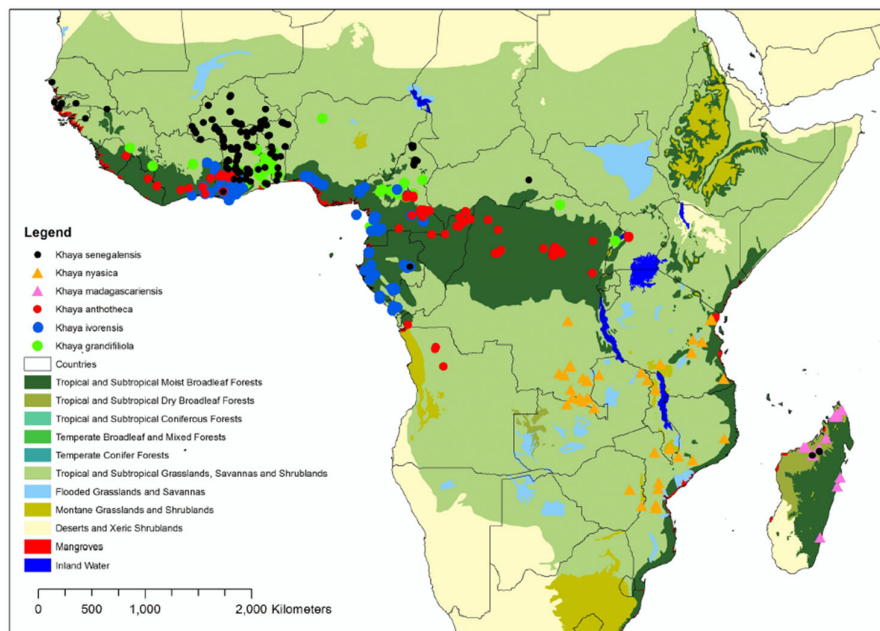 Legend
Khaya senegalensis
Khaya nyasica
Khaya madagascariensis
Khaya anthotheca
Khaya ivorensis
Khaya grandifiliola
Countries
Tropical and Subtropical Moist Broadleaf Forests
Tropical and Subtropical Dry Broadleaf Forests
Tropical and Subtropical Coniferous Forests
Temperate Broadleaf and Mixed Forests
Temperate Conifer Forests
Tropical and Subtropical Grasslands, Savannas and Shrublands
Flooded Grasslands and Savannas
Montane Grasslands and Shrublands
Deserts and Xeric Shrublands
Mangroves
Inland Water
0 500 1,000 2,000 Kilometers